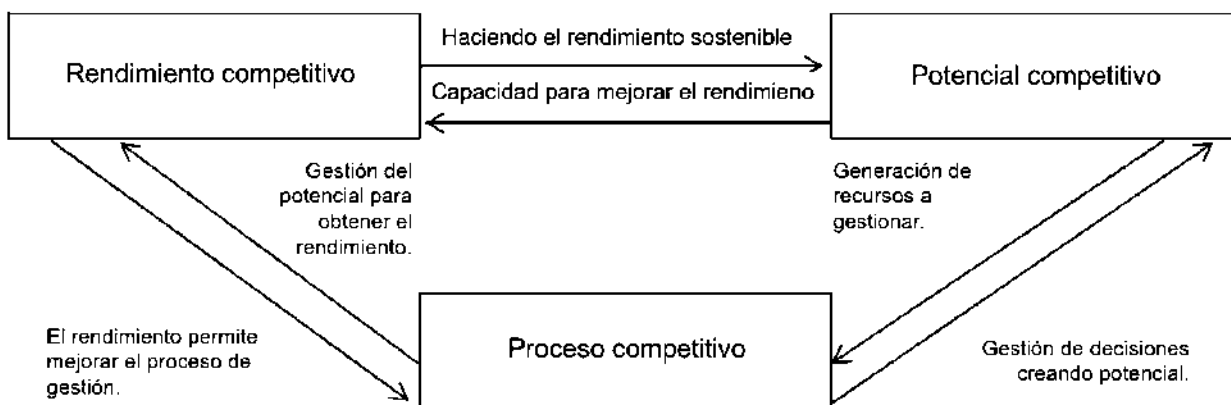 Rendimiento competitivo
Haciendo el rendimiento sostenible
Capacidad para mejorar el rendimieno
Potencial competitivo
Gestión del
potencial para
obtener el
rendimiento.
Generación de
recursos a
gestionar.
El rendimiento permite
mejorar el proceso de
gestión.
Proceso competitivo
Gestión de decisiones
creando potencial.